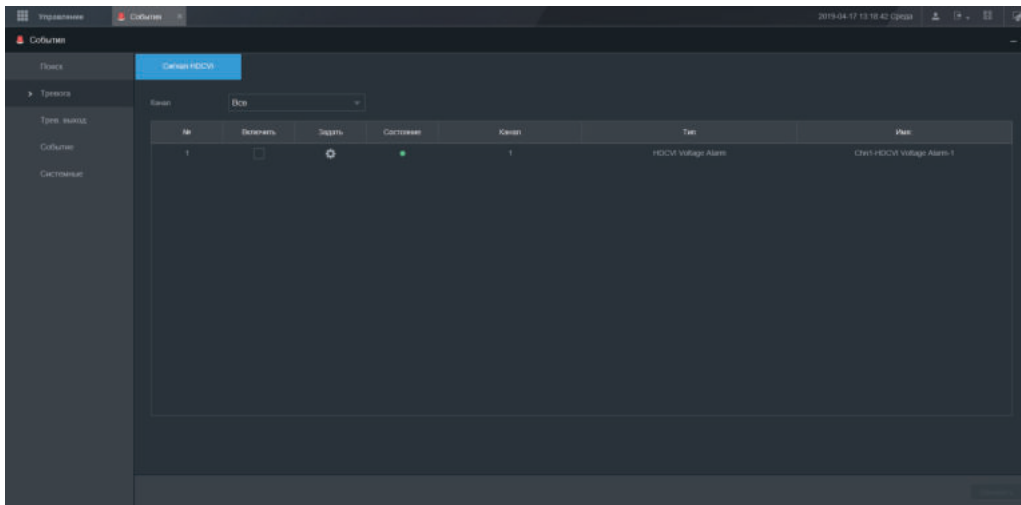 Управление
События
2019-04-17 13:18:42 Среда
События
Поиск
Тревога
Трев. выход
Событие
Системные
Сигнал HDCVI
Канал
Все
№ Включить Задать Состояние Канал Тип Имя
1 1 HDCVI Voltage Alarm Chn1-HDCVI Voltage Alarm-1